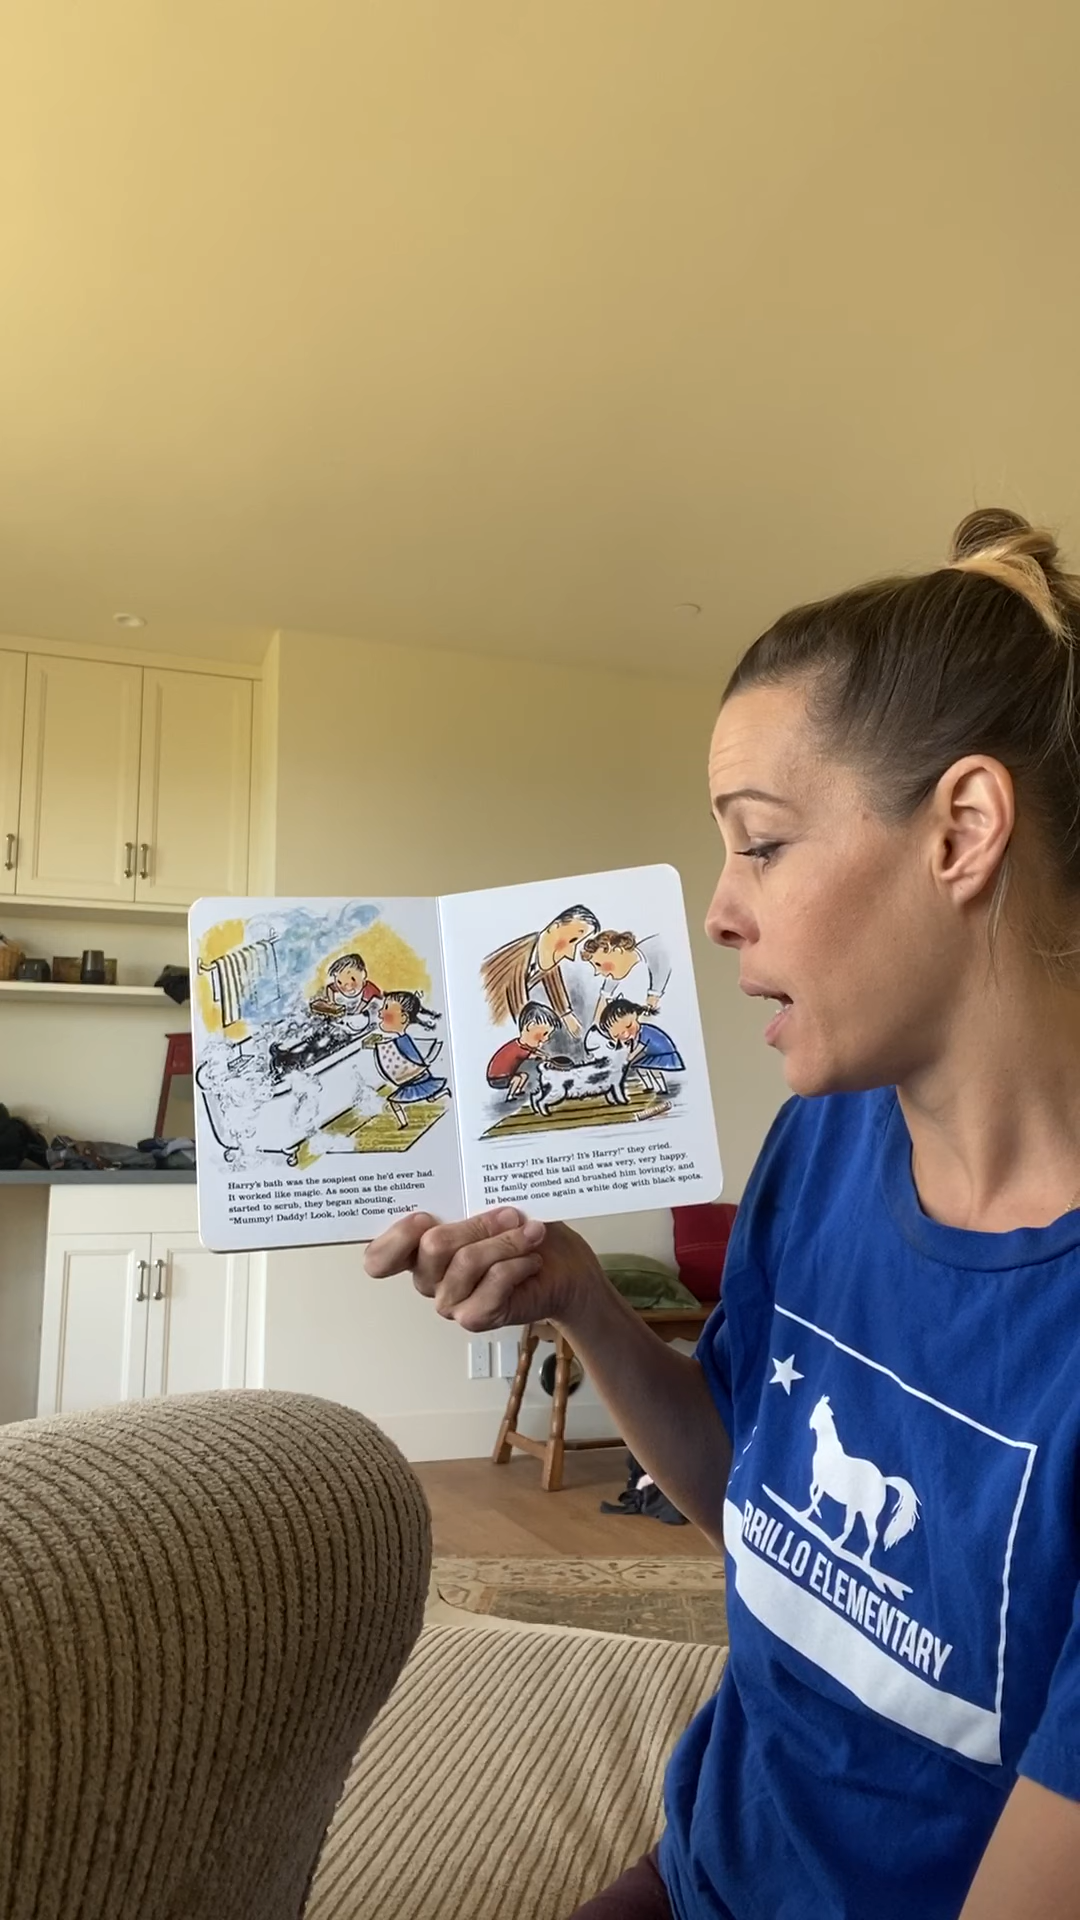 Harry's bath was the soapiest one he'd ever had.
It worked like magic. As soon as the children
started to scrub, they began shouting,
"Mummy! Daddy! Look, look! Come quick!"
"It's Harry! It's Harry! It's Harry!" they cried.
Harry wagged his tail and was very, very happy.
His family combed and brushed him lovingly, and
he became once again a white dog with black spots.
RRILLO ELEMENTARY